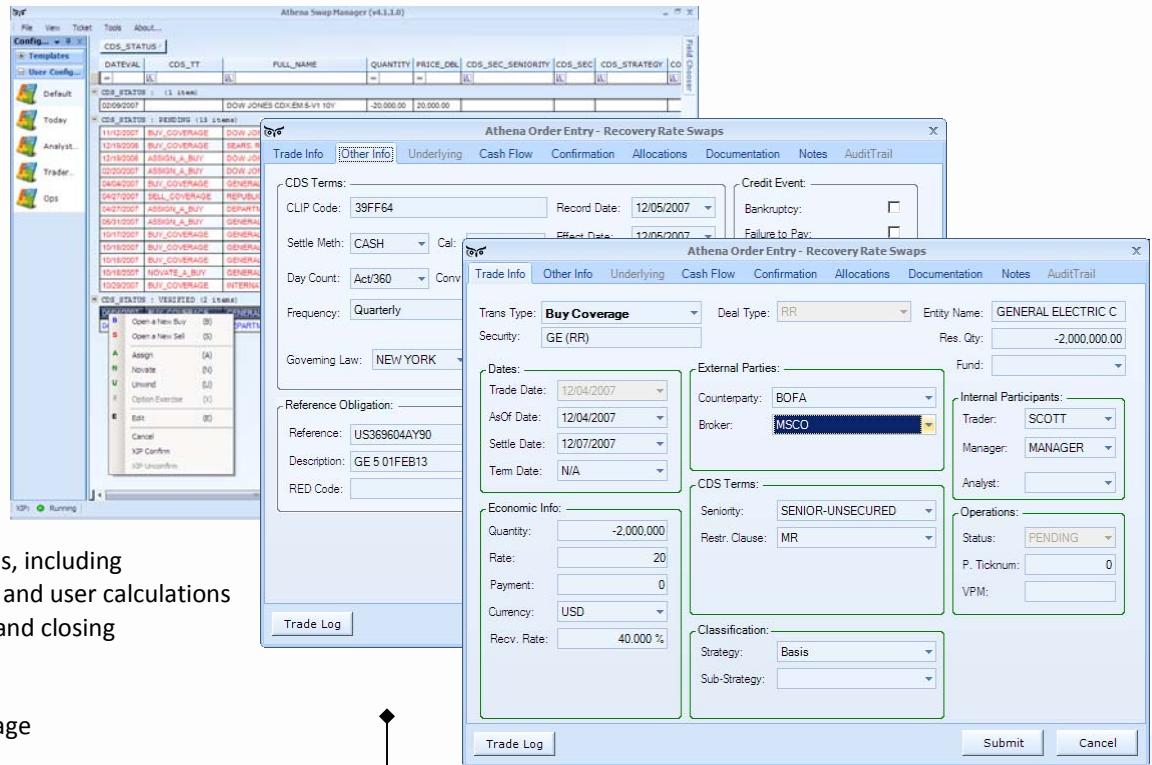 Athena Swap Manager (v4.1.1.0)
File View Ticket Tools About...
Config...
Templates
User Config...
Default
Today
Analyst...
Trader...
Ops
CDS_STATUS
Field Chooser
DATEVAL CDS_TT FULL_NAME QUANTITY PRICE_DBL CDS_SEC_SENIORITY CDS_SEC CDS_STRATEGY CO
CDS_STATUS : (1 item)
02/09/2007 DOW JONES CDX.EM.5-V1 10Y -20,000.00 20,000.00
CDS_STATUS : PENDING (13 items)
11/12/2007 BUY_COVERAGE DOW JON
12/19/2006 BUY_COVERAGE SEARS, R
12/19/2006 ASSIGN_A_BUY DOW JON
02/20/2007 ASSIGN_A_BUY DOW JON
04/04/2007 BUY_COVERAGE GENERAL
04/27/2007 SELL_COVERAGE REPUBLIC
04/27/2007 ASSIGN_A_BUY DEPARTM
05/31/2007 ASSIGN_A_BUY GENERAL
10/17/2007 BUY_COVERAGE GENERAL
10/18/2007 BUY_COVERAGE GENERAL
10/18/2007 BUY_COVERAGE GENERAL
10/18/2007 NOVATE_A_BUY GENERAL
10/29/2007 BUY_COVERAGE INTERNA
CDS_STATUS : VERIFIED (2 items)
B Open a New Buy (B)
S Open a New Sell (S)
A Assign (A)
N Novate (N)
U Unwind (U)
X Option Exercise (X)
E Edit (E)
Cancel
XIP Confirm
XIP Unconfirm
XIP: Running
Athena Order Entry - Recovery Rate Swaps X
Trade Info Other Info Underlying Cash Flow Confirmation Allocations Documentation Notes AuditTrail
CDS Terms:
CLIP Code: 39FF64 Record Date: 12/05/2007
Settle Meth: CASH Cal: Effect Date: 12/05/2007
Day Count: Act/360 Conv
Frequency: Quarterly
Governing Law: NEW YORK
Credit Event:
Bankruptcy:
Failure to Pay:
Reference Obligation:
Reference: US369604AY90
Description: GE 5 01FEB13
RED Code:
Trade Log
Athena Order Entry - Recovery Rate Swaps X
Trade Info Other Info Underlying Cash Flow Confirmation Allocations Documentation Notes AuditTrail
Trans Type: Buy Coverage Deal Type: RR Entity Name: GENERAL ELECTRIC C
Security: GE (RR) Res. Qty: -2,000,000.00
Fund:
Dates:
Trade Date: 12/04/2007
AsOf Date: 12/04/2007
Settle Date: 12/07/2007
Term Date: N/A
External Parties:
Counterparty: BOFA
Broker: MSCO
Internal Participants:
Trader: SCOTT
Manager: MANAGER
Analyst:
Economic Info:
Quantity: -2,000,000
Rate: 20
Payment: 0
Currency: USD
Recv. Rate: 40.000 %
CDS Terms:
Seniority: SENIOR-UNSECURED
Restr. Clause: MR
Operations:
Status: PENDING
P. Ticknum: 0
VPM:
Classification:
Strategy: Basis
Sub-Strategy:
Trade Log Submit Cancel
s, including
and user calculations
and closing
age